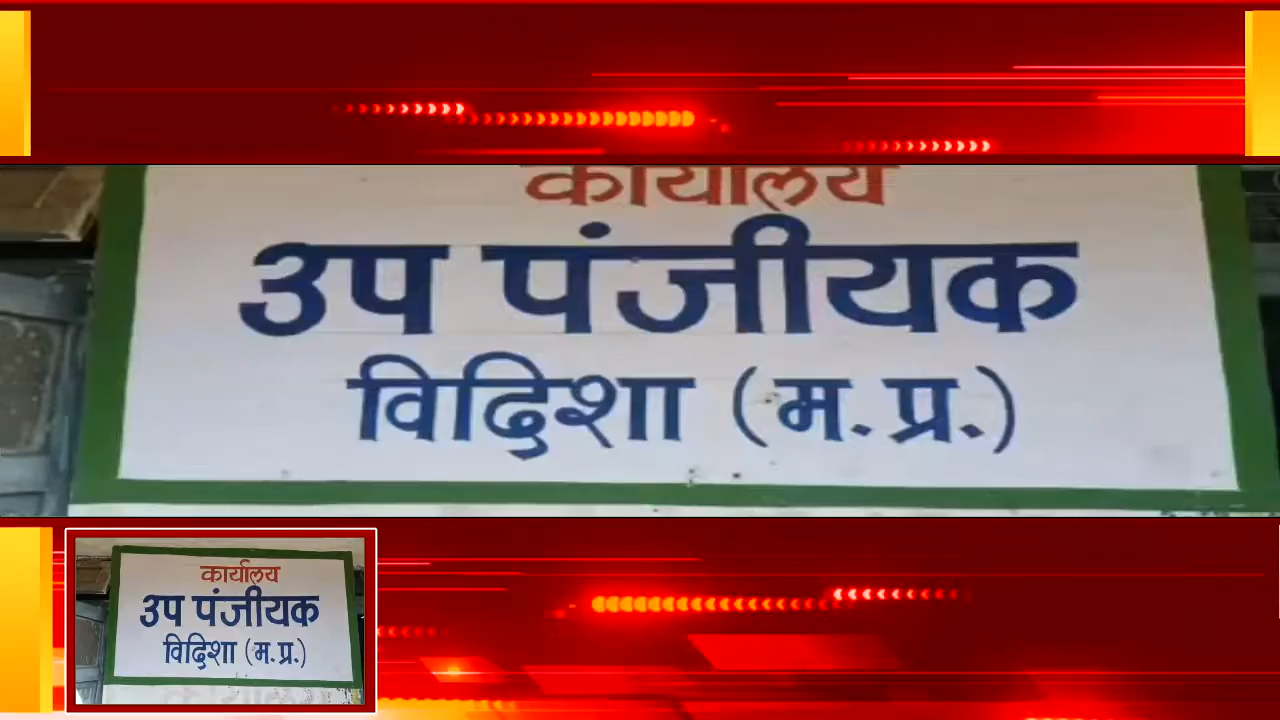 कार्यालय
उप पंजीयक
विदिशा (म.प्र.)
कार्यालय
उप पंजीयक
विदिशा (म.प्र.)